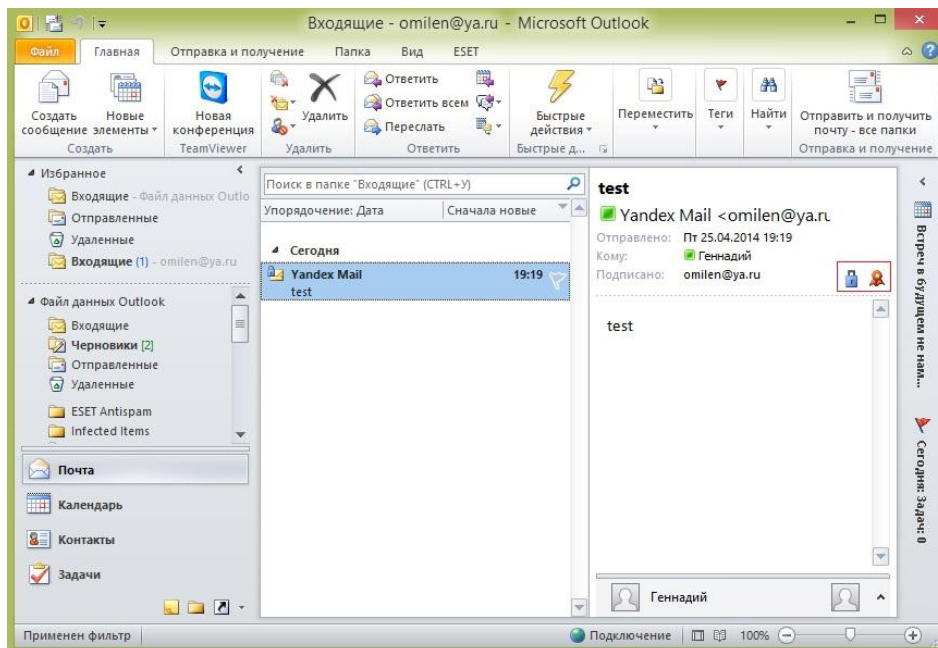 Входящие - omilen@ya.ru - Microsoft Outlook
Файл Главная Отправка и получение Папка Вид ESET
Создать сообщение
Новые элементы
Создать
Новая конференция
TeamViewer
Удалить
Удалить
Ответить
Ответить всем
Переслать
Ответить
Быстрые действия
Быстрые д...
Переместить
Теги
Найти
Отправить и получить почту - все папки
Отправка и получение
Избранное
Входящие - Файл данных Outlo
Отправленные
Удаленные
Входящие (1) - omilen@ya.ru
Файл данных Outlook
Входящие
Черновики [2]
Отправленные
Удаленные
ESET Antispam
Infected Items
Почта
Календарь
Контакты
Задачи
Поиск в папке "Входящие" (CTRL+У)
Упорядочение: Дата Сначала новые
Сегодня
Yandex Mail 19:19
test
test
Yandex Mail <omilen@ya.ru
Отправлено: Пт 25.04.2014 19:19
Кому: Геннадий
Подписано: omilen@ya.ru
test
Геннадий
Встреч в будущем не нам...
Сегодня: Задач: 0
Применен фильтр
Подключение 100%